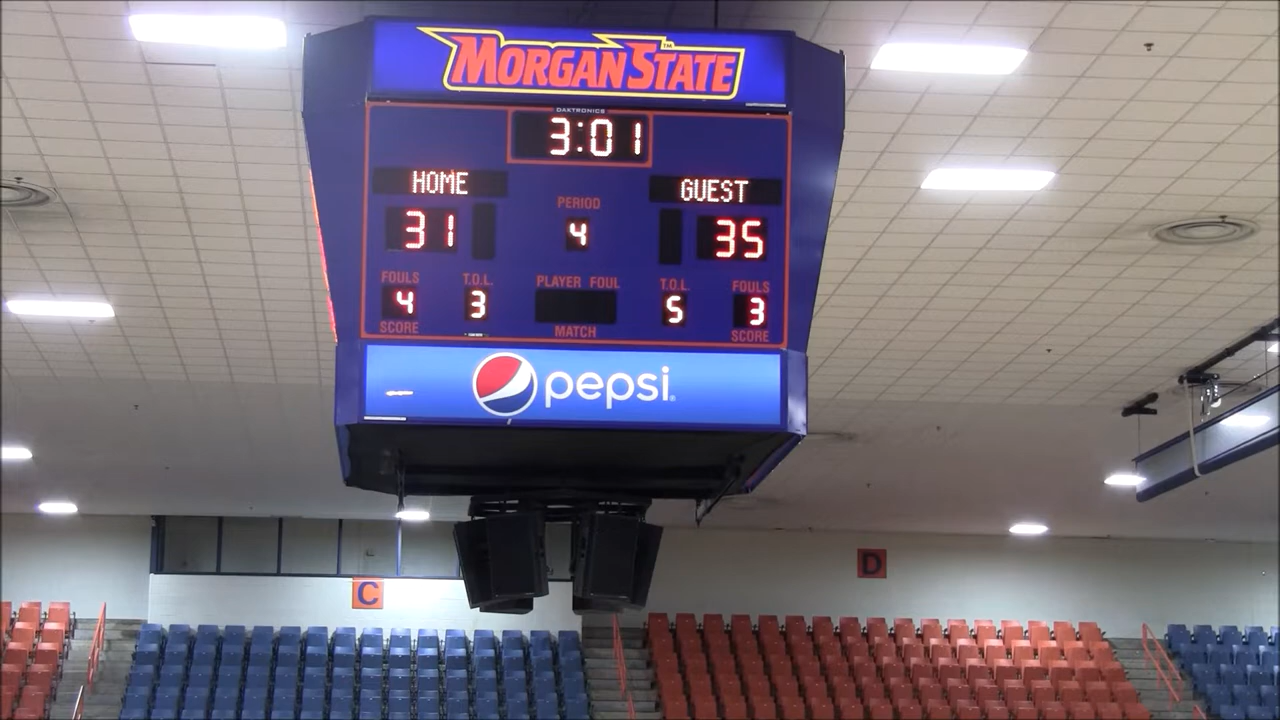 MORGAN STATE™
DAKTRONICS
3:01
HOME GUEST
PERIOD
31 4 35
FOULS T.O.L. PLAYER FOUL T.O.L. FOULS
4 3 5 3
SCORE MATCH SCORE
pepsi®
C D